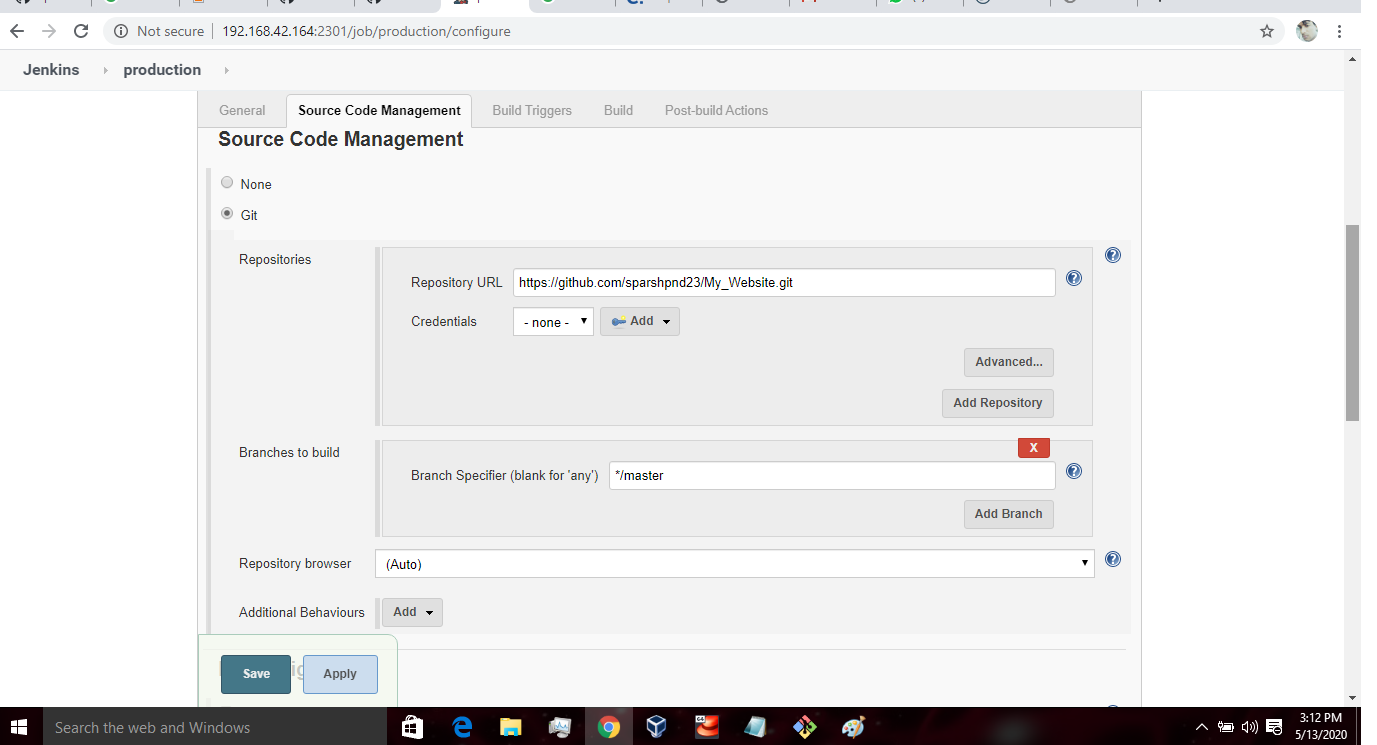 Not secure | 192.168.42.164:2301/job/production/configure
Jenkins production
General Source Code Management Build Triggers Build Post-build Actions
Source Code Management
None
Git
Repositories
Repository URL https://github.com/sparshpnd23/My_Website.git
Credentials - none - Add
Advanced...
Add Repository
Branches to build
X
Branch Specifier (blank for 'any') */master
Add Branch
Repository browser (Auto)
Additional Behaviours Add
Save Apply
Search the web and Windows
3:12 PM
5/13/2020